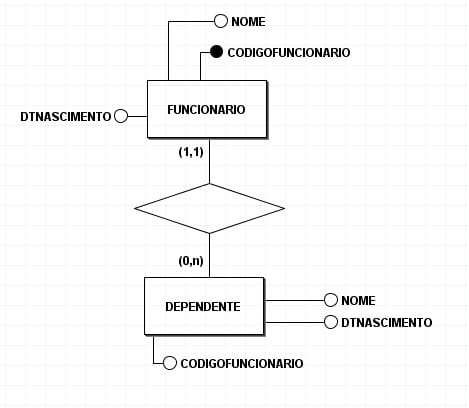 NOME
CODIGOFUNCIONARIO
DTNASCIMENTO
FUNCIONARIO
(1,1)
(0,n)
DEPENDENTE
NOME
DTNASCIMENTO
CODIGOFUNCIONARIO